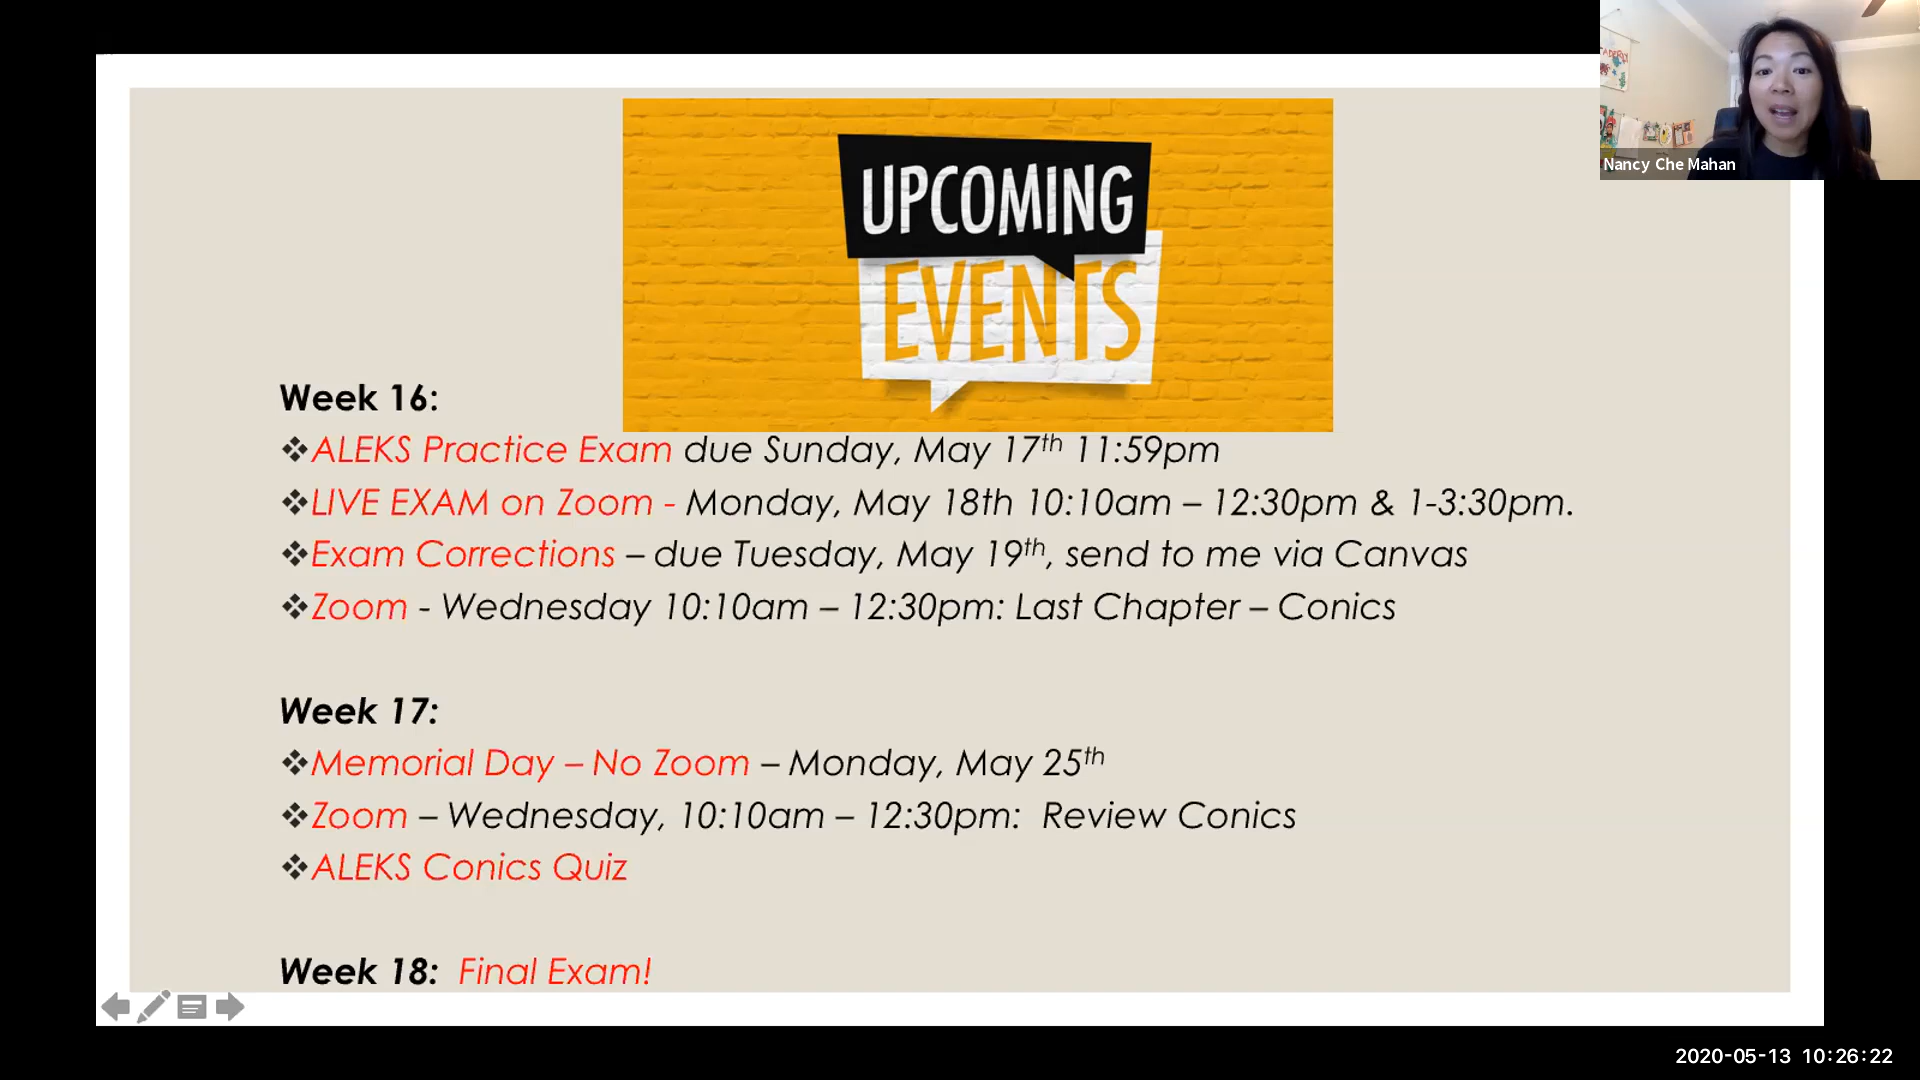 UPCOMING
EVENTS
Nancy Che Mahan
Week 16:
❖ALEKS Practice Exam due Sunday, May 17th 11:59pm
❖LIVE EXAM on Zoom - Monday, May 18th 10:10am – 12:30pm & 1-3:30pm.
❖Exam Corrections – due Tuesday, May 19th, send to me via Canvas
❖Zoom - Wednesday 10:10am – 12:30pm: Last Chapter – Conics
Week 17:
❖Memorial Day – No Zoom – Monday, May 25th
❖Zoom – Wednesday, 10:10am – 12:30pm:  Review Conics
❖ALEKS Conics Quiz
Week 18:  Final Exam!
2020-05-13 10:26:22